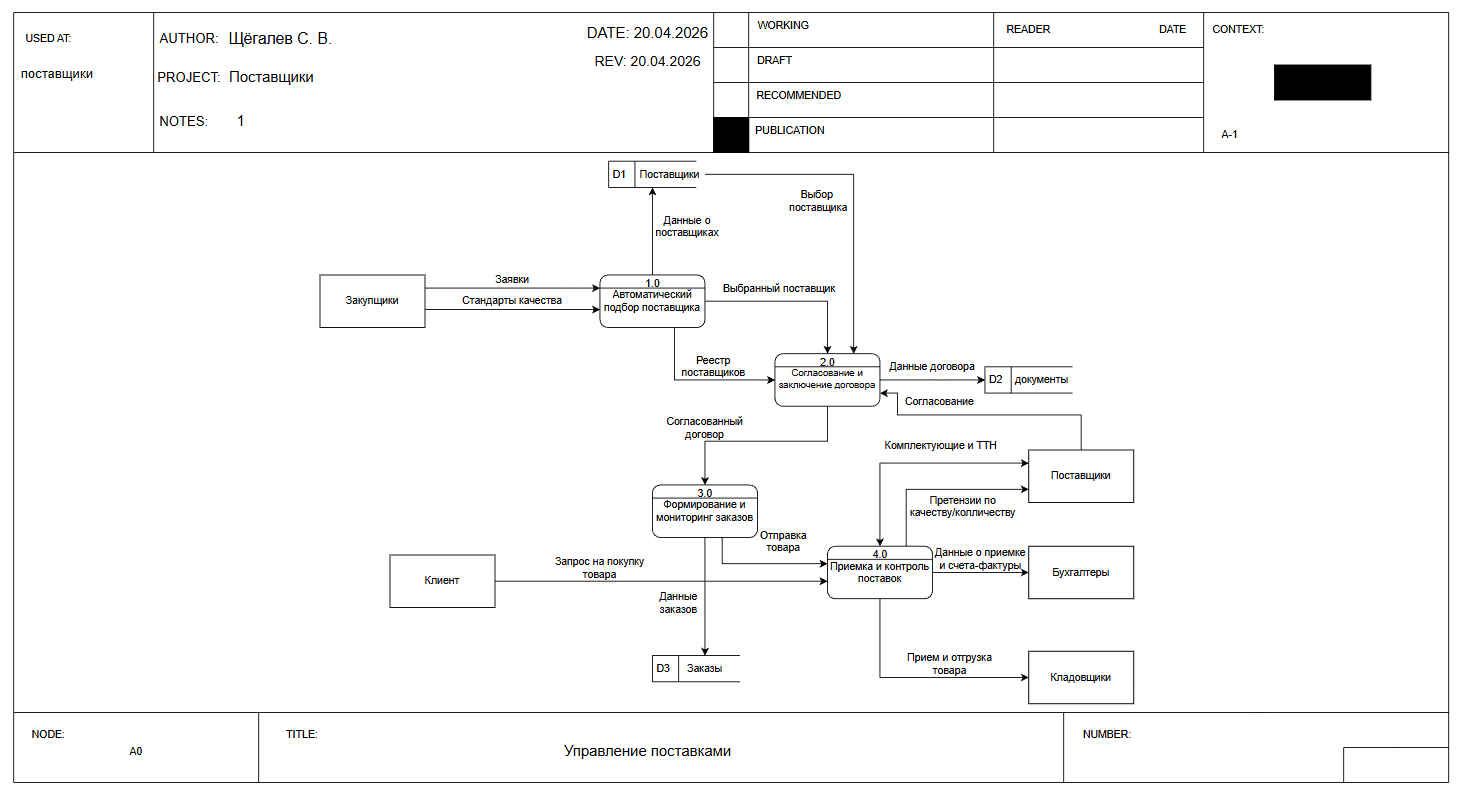 USED AT:
поставщики
AUTHOR: Щёгалев С. В.
PROJECT: Поставщики
NOTES: 1
DATE: 20.04.2026
REV: 20.04.2026
WORKING
DRAFT
RECOMMENDED
PUBLICATION
READER DATE
CONTEXT:
A-1
D1 Поставщики
Выбор
поставщика
Данные о
поставщиках
Закупщики
Заявки
Стандарты качества
1.0
Автоматический
подбор поставщика
Выбранный поставщик
Реестр
поставщиков
2.0
Согласование и
заключение договора
Данные договора
D2 документы
Согласование
Согласованный
договор
Комплектующие и ТТН
Поставщики
Претензии по
качеству/колличеству
3.0
Формирование и
мониторинг заказов
Отправка
товара
4.0
Приемка и контроль
поставок
Данные о приемке
и счета-фактуры
Бухгалтеры
Клиент
Запрос на покупку
товара
Данные
заказов
D3 Заказы
Прием и отгрузка
товара
Кладовщики
NODE:
A0
TITLE:
Управление поставками
NUMBER: